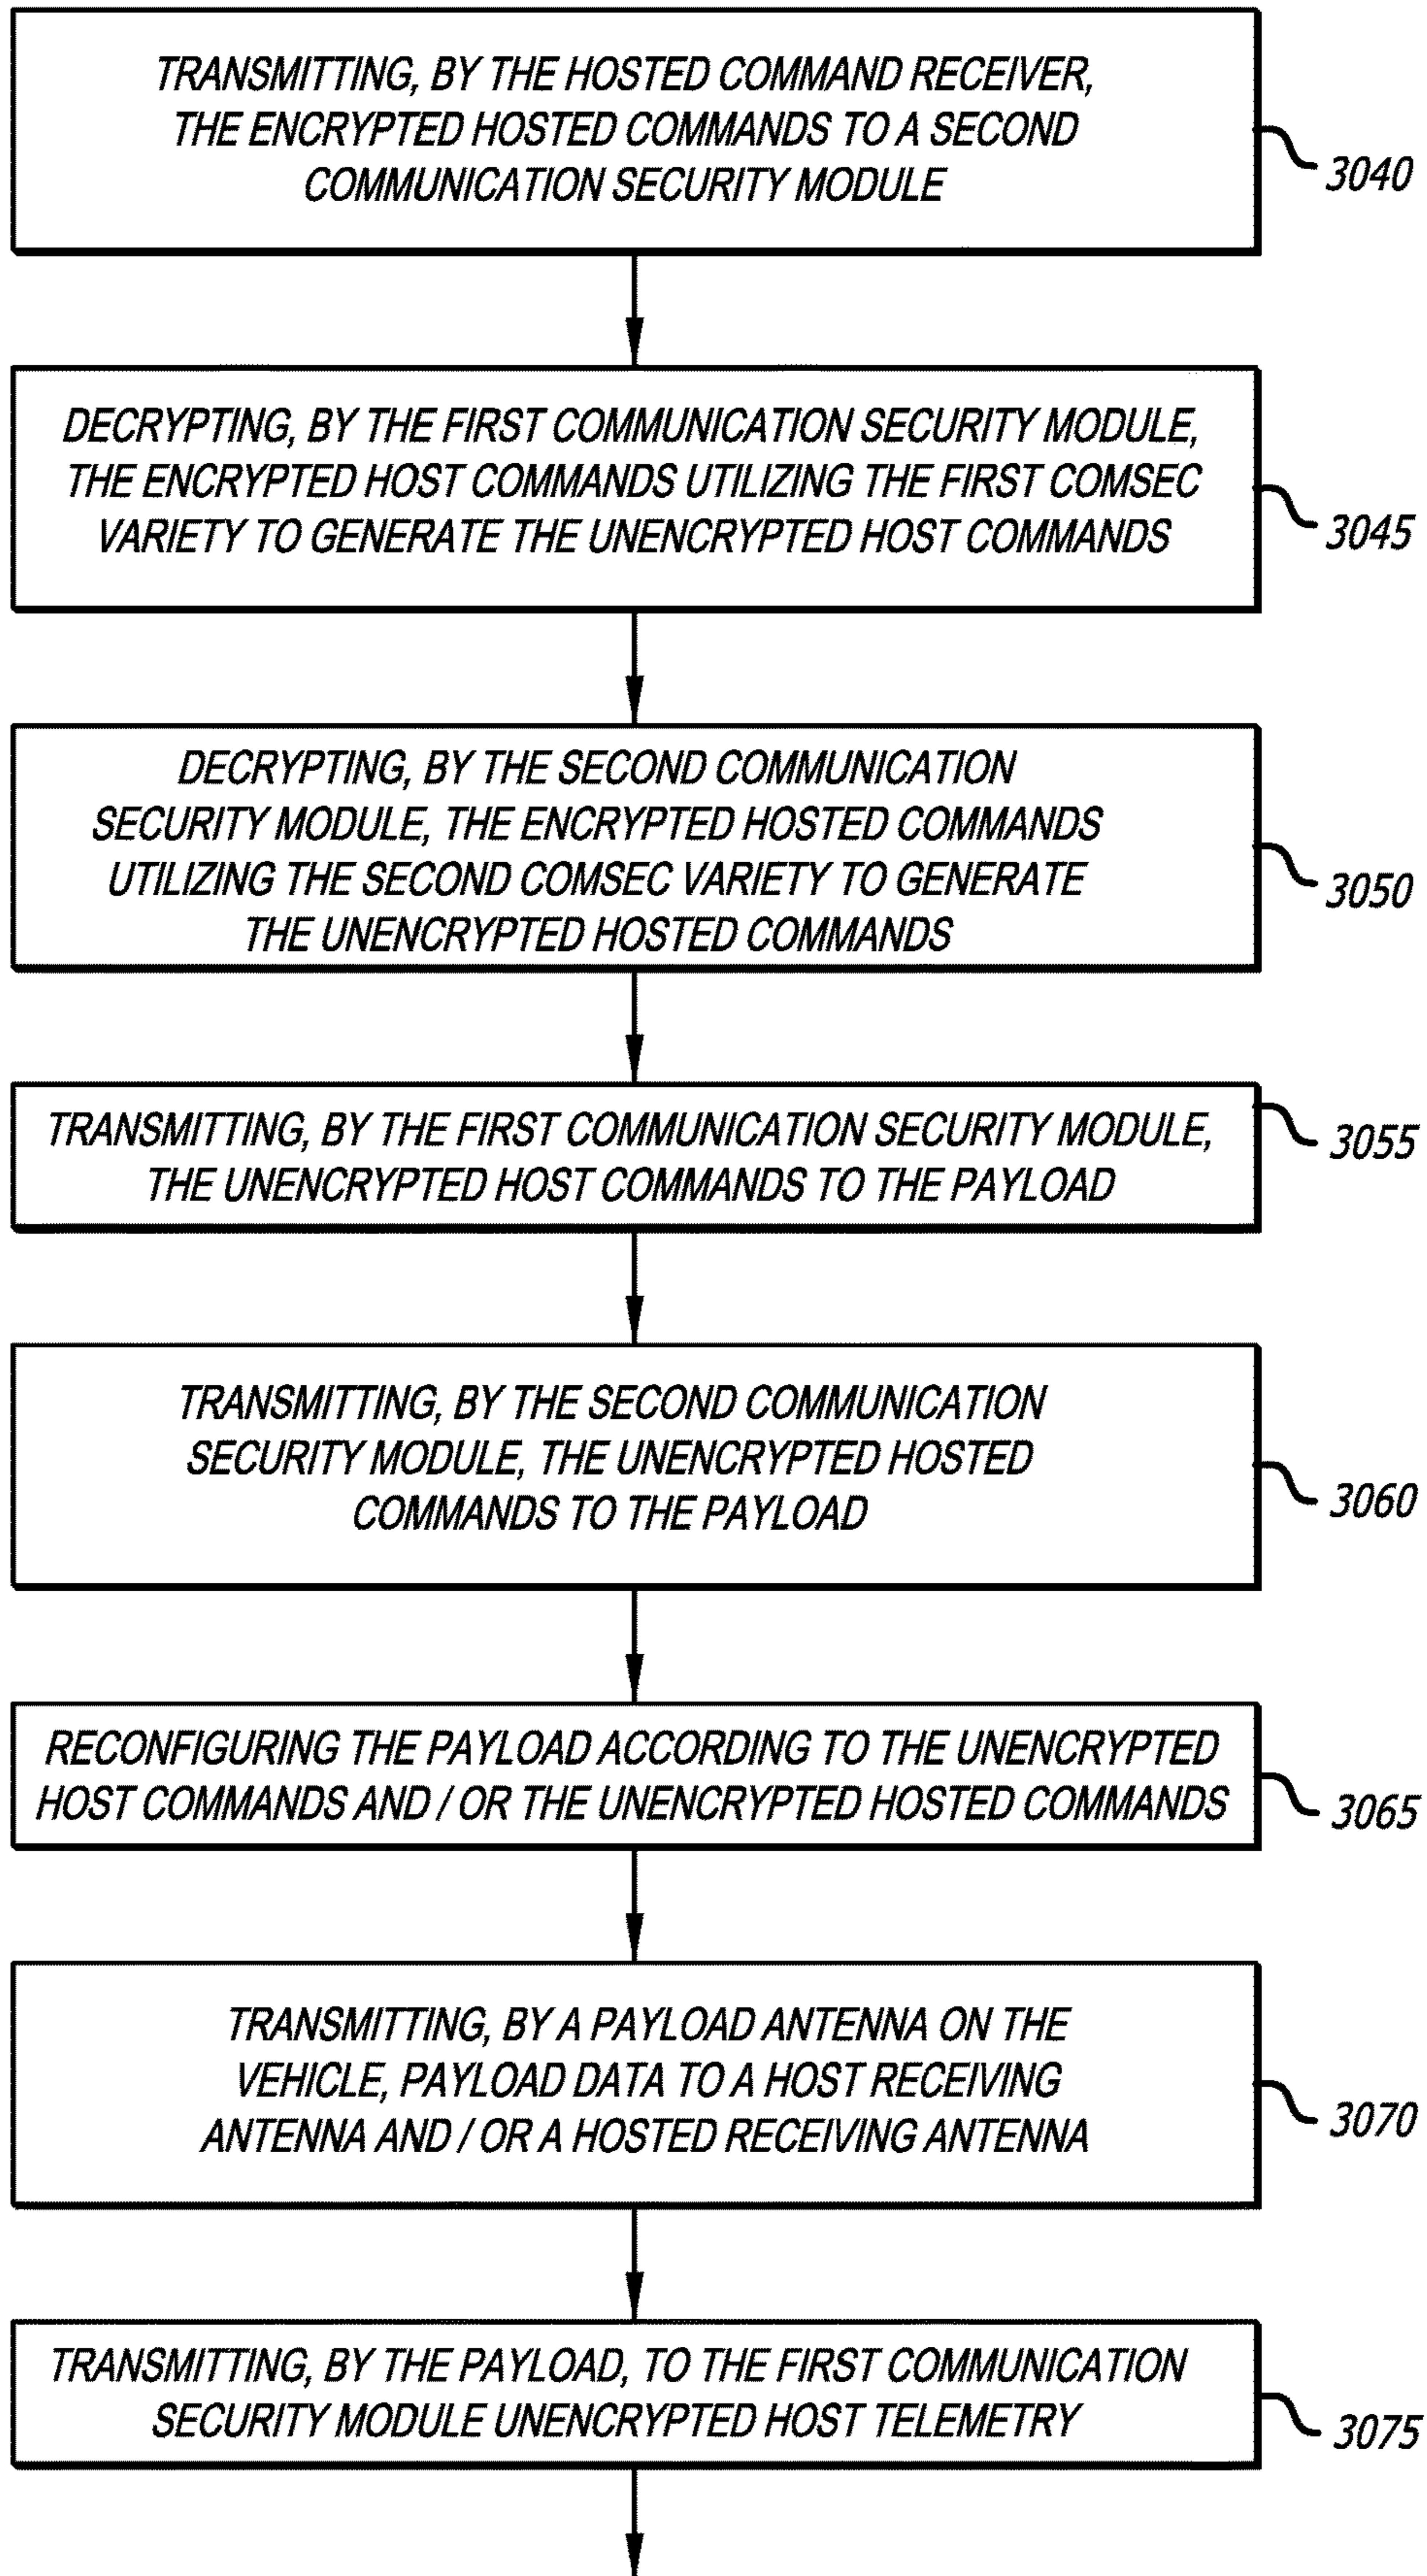 TRANSMITTING, BY THE HOSTED COMMAND RECEIVER,
THE ENCRYPTED HOSTED COMMANDS TO A SECOND
COMMUNICATION SECURITY MODULE
3040
DECRYPTING, BY THE FIRST COMMUNICATION SECURITY MODULE,
THE ENCRYPTED HOST COMMANDS UTILIZING THE FIRST COMSEC
VARIETY TO GENERATE THE UNENCRYPTED HOST COMMANDS
3045
DECRYPTING, BY THE SECOND COMMUNICATION
SECURITY MODULE, THE ENCRYPTED HOSTED COMMANDS
UTILIZING THE SECOND COMSEC VARIETY TO GENERATE
THE UNENCRYPTED HOSTED COMMANDS
3050
TRANSMITTING, BY THE FIRST COMMUNICATION SECURITY MODULE,
THE UNENCRYPTED HOST COMMANDS TO THE PAYLOAD
3055
TRANSMITTING, BY THE SECOND COMMUNICATION
SECURITY MODULE, THE UNENCRYPTED HOSTED
COMMANDS TO THE PAYLOAD
3060
RECONFIGURING THE PAYLOAD ACCORDING TO THE UNENCRYPTED
HOST COMMANDS AND / OR THE UNENCRYPTED HOSTED COMMANDS
3065
TRANSMITTING, BY A PAYLOAD ANTENNA ON THE
VEHICLE, PAYLOAD DATA TO A HOST RECEIVING
ANTENNA AND / OR A HOSTED RECEIVING ANTENNA
3070
TRANSMITTING, BY THE PAYLOAD, TO THE FIRST COMMUNICATION
SECURITY MODULE UNENCRYPTED HOST TELEMETRY
3075